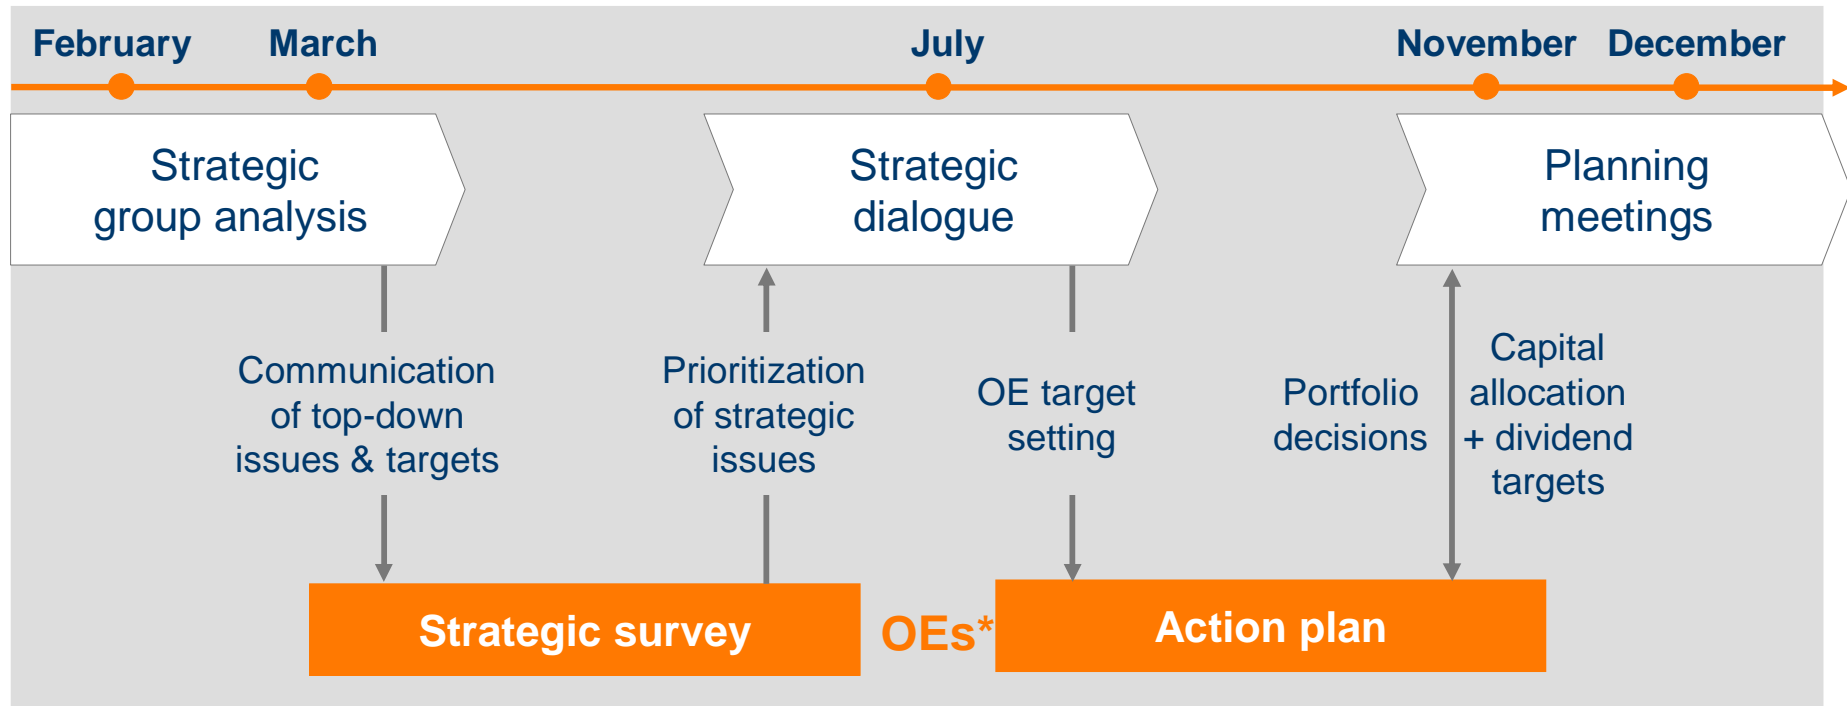 February
March
July
November
December
Strategic
group analysis
Strategic
dialogue
Planning
meetings
Communication
of top-down
issues & targets
Prioritization
of strategic
issues
OE target
setting
Portfolio
decisions
Capital
allocation
+ dividend
targets
Strategic survey
OEs*
Action plan